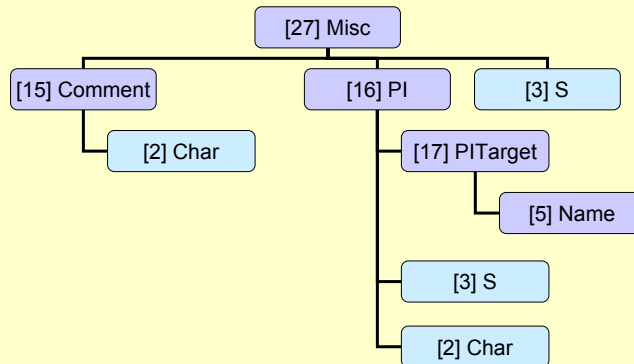 [27] Misc
[15] Comment
[16] PI
[3] S
[2] Char
[17] PITarget
[5] Name
[3] S
[2] Char